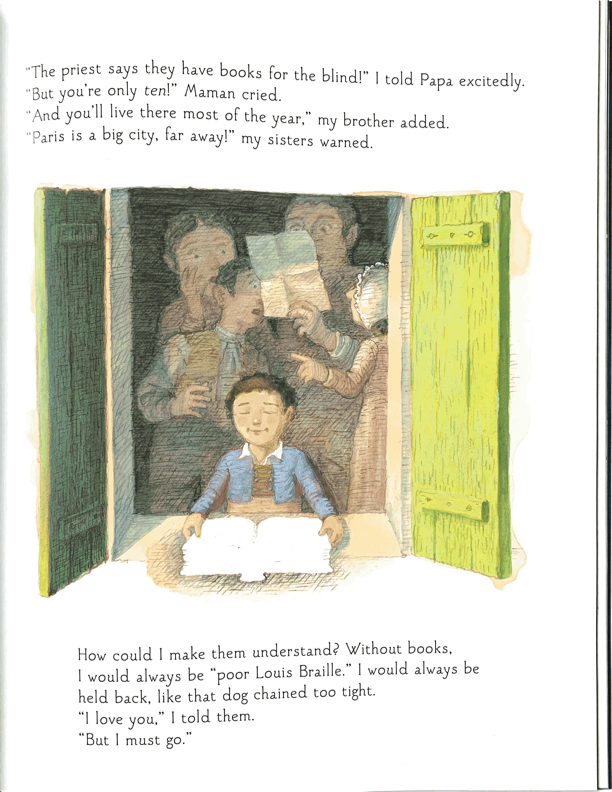 “The priest says they have books for the blind!” I told Papa excitedly.
“But you’re only ten!” Maman cried.
“And you’ll live there most of the year,” my brother added.
“Paris is a big city, far away!” my sisters warned.
How could I make them understand? Without books,
I would always be “poor Louis Braille.” I would always be
held back, like that dog chained too tight.
“I love you,” I told them.
“But I must go.”